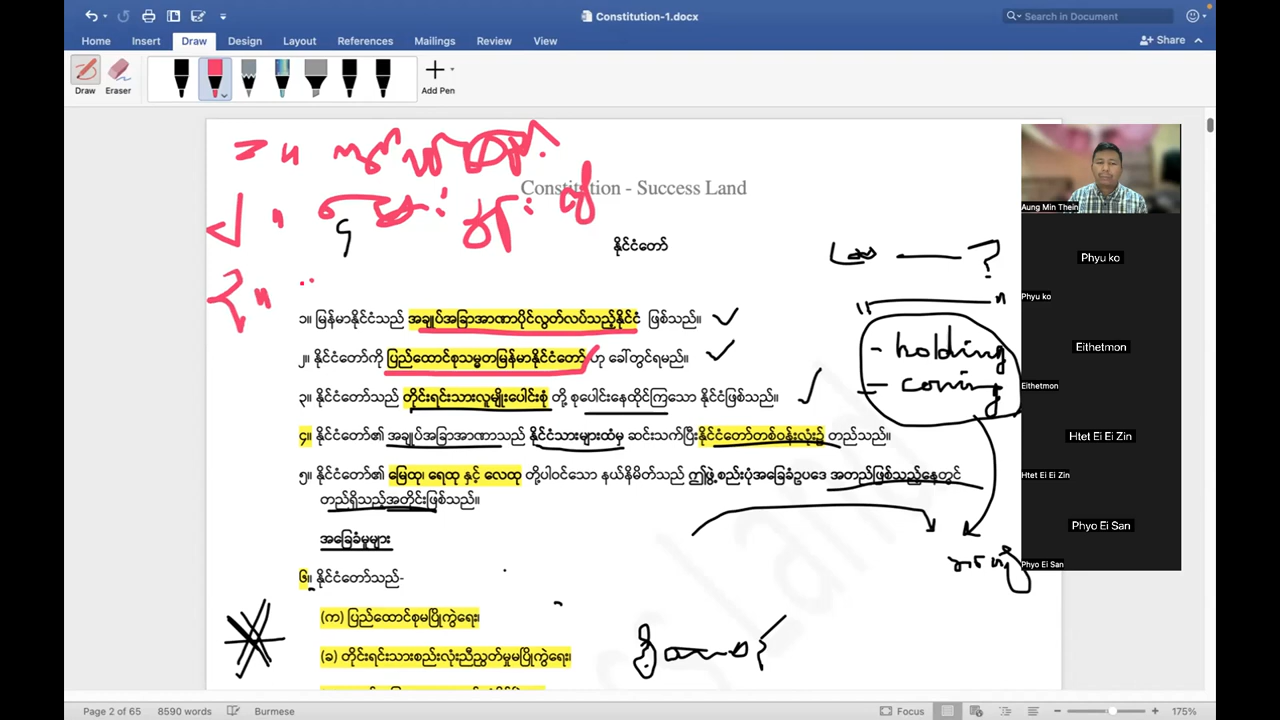 Constitution-1.docx
Search in Document
Home Insert Draw Design Layout References Mailings Review View
Share
Draw Eraser Add Pen
Constitution - Success Land
Aung Min Thein
နိုင်ငံတော်
Phyu ko
Phyu ko
၁။ မြန်မာနိုင်ငံသည် အချုပ်အခြာအာဏာပိုင်လွတ်လပ်သည့်နိုင်ငံ ဖြစ်သည်။
holding
Eithetmon
၂။ နိုင်ငံတော်ကို ပြည်ထောင်စုသမ္မတမြန်မာနိုင်ငံတော် ဟု ခေါ်တွင်ရမည်။
Eithetmon
၃။ နိုင်ငံတော်သည် တိုင်းရင်းသားလူမျိုးပေါင်းစုံ တို့ စုပေါင်းနေထိုင်ကြသော နိုင်ငံဖြစ်သည်။
၄။ နိုင်ငံတော်၏ အချုပ်အခြာအာဏာသည် နိုင်ငံသားများထံမှ ဆင်းသက်ပြီးနိုင်ငံတော်တစ်ဝန်းလုံး၌ တည်သည်။
Htet Ei Ei Zin
Htet Ei Ei Zin
၅။ နိုင်ငံတော်၏ မြေထု၊ ရေထု နှင့် လေထု တို့ပါဝင်သော နယ်နိမိတ်သည် ဤဖွဲ့စည်းပုံအခြေခံဥပဒေ အတည်ဖြစ်သည့်နေ့တွင်
တည်ရှိသည့်အတိုင်းဖြစ်သည်။
Phyo Ei San
အခြေခံမူများ
Phyo Ei San
၆။ နိုင်ငံတော်သည်-
(က) ပြည်ထောင်စုမပြိုကွဲရေး၊
(ခ) တိုင်းရင်းသားစည်းလုံးညီညွတ်မှုမပြိုကွဲရေး၊
Page 2 of 65 8590 words Burmese Focus 175%